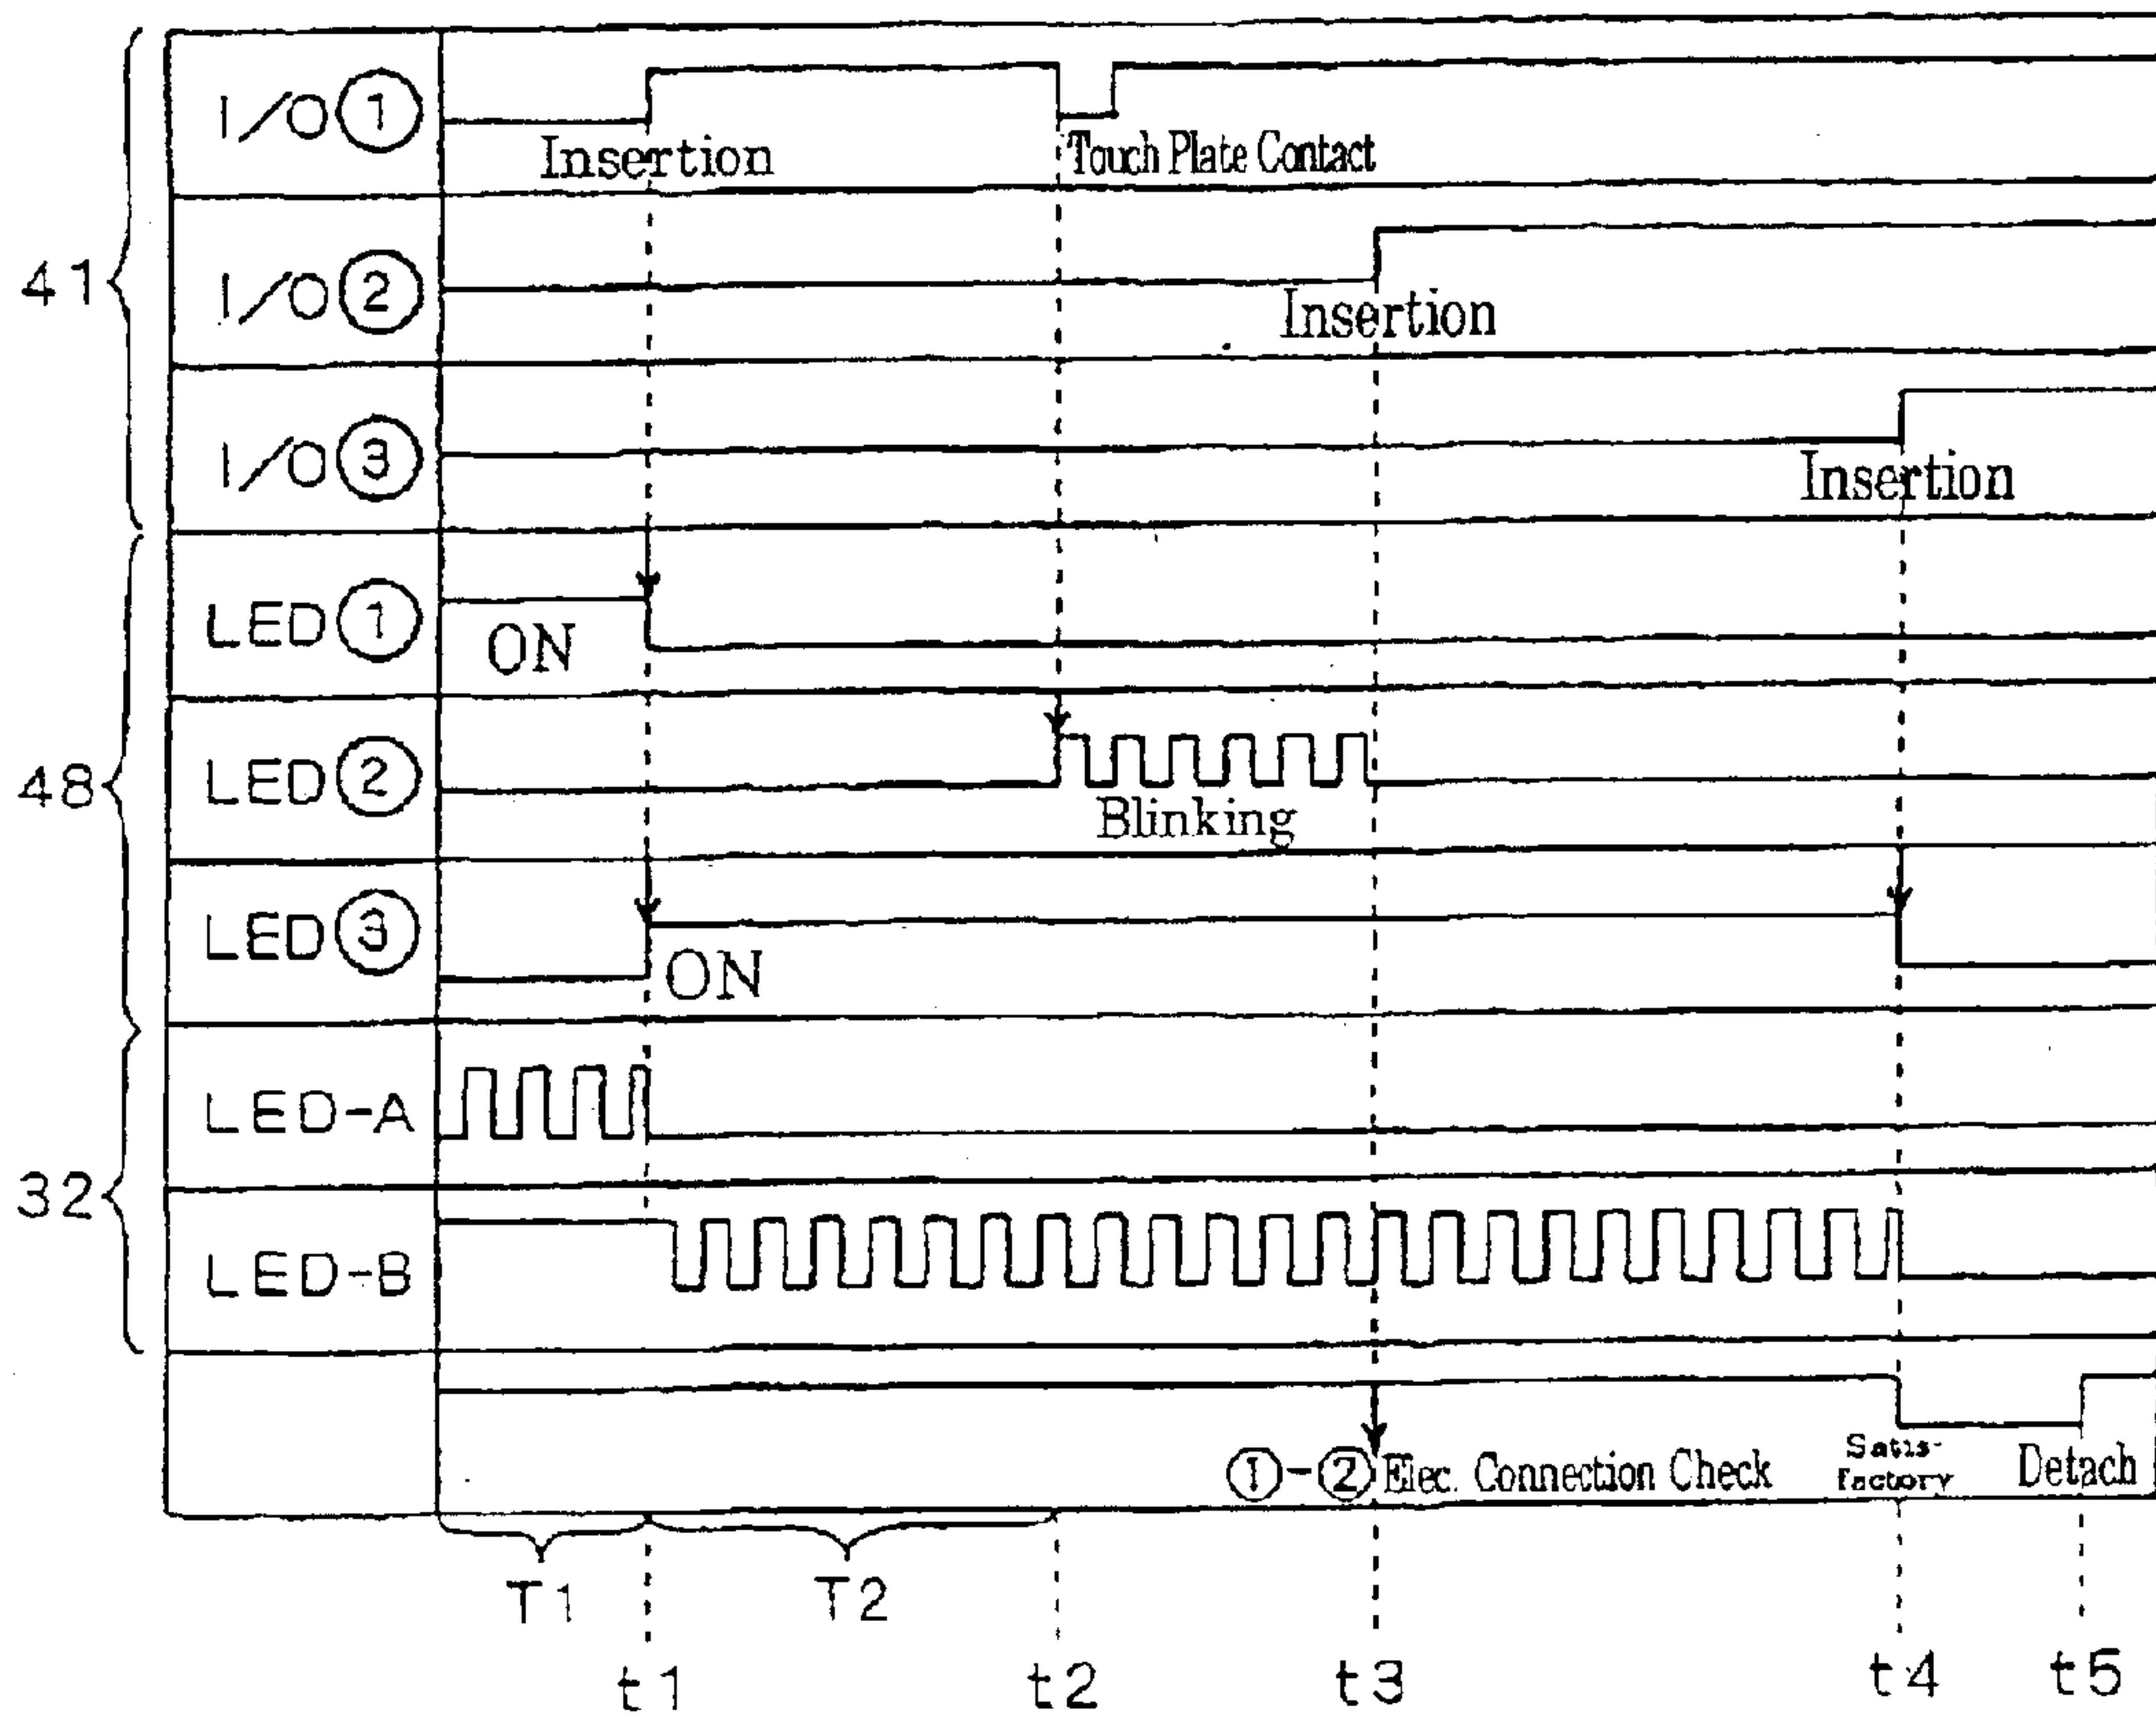 I/O①
Insertion
Touch Plate Contact
41
I/O②
Insertion
I/O③
Insertion
LED①
ON
48
LED②
Blinking
LED③
ON
LED-A
32
LED-B
①-② Elec. Connection Check
Satis-
factory
Detach
T1
T2
t1
t2
t3
t4
t5